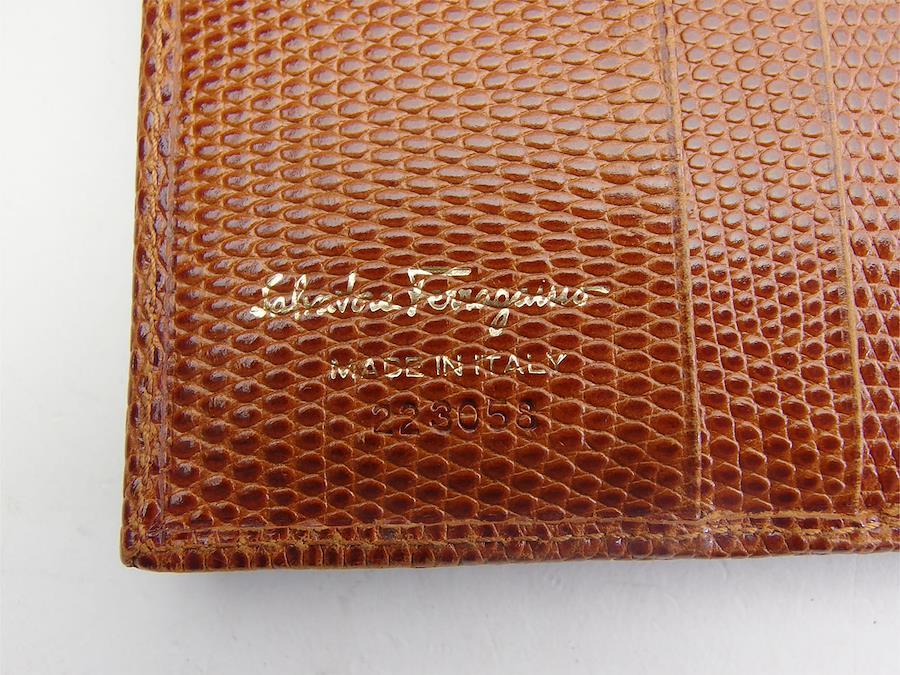 Salvatore Ferragamo
MADE IN ITALY
223058